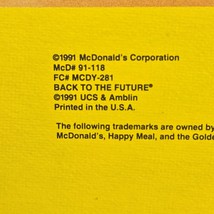 ©1991 McDonald's Corporation
McD# 91-118
FC# MCDY-281
BACK TO THE FUTURE®
©1991 UCS & Amblin
Printed in the U.S.A.
The following trademarks are owned by
McDonald's, Happy Meal, and the Golde